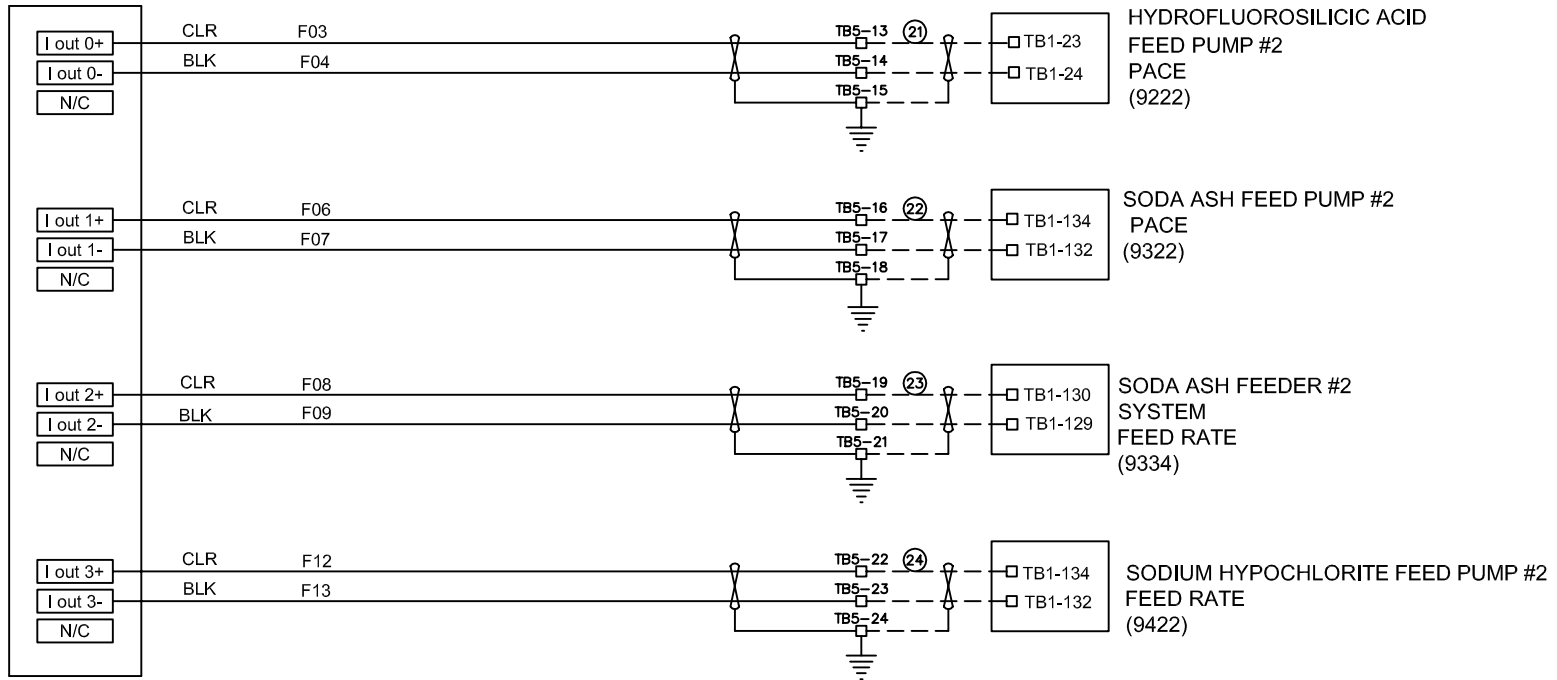 I out 0+ CLR F03 TB5-13 21 TB1-23 HYDROFLUOROSILICIC ACID
FEED PUMP #2
I out 0- BLK F04 TB5-14 TB1-24 PACE
N/C TB5-15 (9222)
I out 1+ CLR F06 TB5-16 22 TB1-134 SODA ASH FEED PUMP #2
PACE
I out 1- BLK F07 TB5-17 TB1-132 (9322)
N/C TB5-18
I out 2+ CLR F08 TB5-19 23 TB1-130 SODA ASH FEEDER #2
SYSTEM
I out 2- BLK F09 TB5-20 TB1-129 FEED RATE
N/C TB5-21 (9334)
I out 3+ CLR F12 TB5-22 24 TB1-134 SODIUM HYPOCHLORITE FEED PUMP #2
I out 3- BLK F13 TB5-23 TB1-132 FEED RATE
N/C TB5-24 (9422)